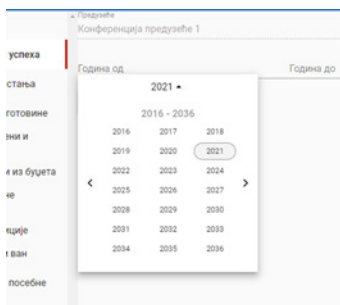 Предузеће
Конференција предузеће 1
успеха
Година од
Година до
стања
2021
готовине
2016 - 2036
ени и
2016 2017 2018
2019 2020 2021
и из буџета
2022 2023 2024
не
2025 2026 2027
2028 2029 2030
иције
2031 2032 2033
и ван
2034 2035 2036
посебне